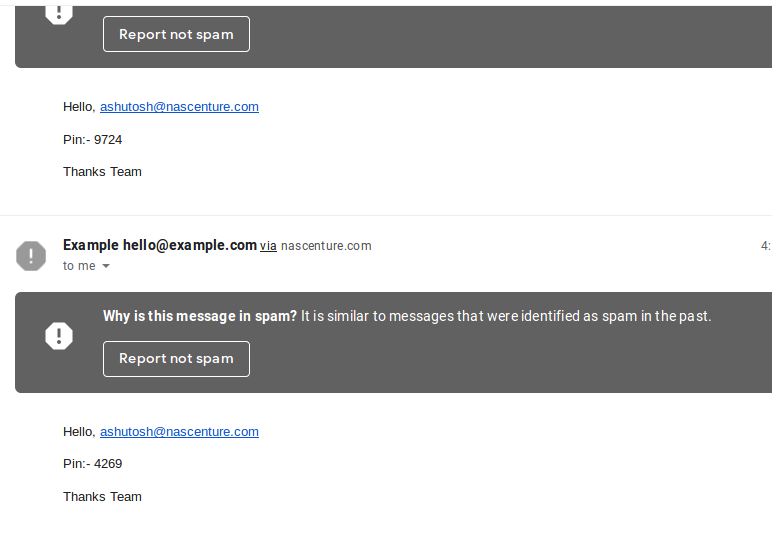 Report not spam
Hello, ashutosh@nascenture.com
Pin:- 9724
Thanks Team
Example hello@example.com via nascenture.com 4:
to me
Why is this message in spam? It is similar to messages that were identified as spam in the past.
Report not spam
Hello, ashutosh@nascenture.com
Pin:- 4269
Thanks Team